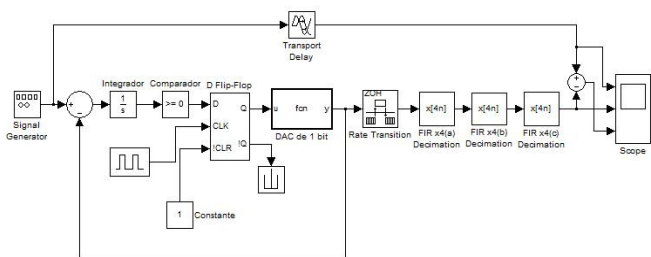 Transport
Delay
Integrador
Comparador
D Flip-Flop
Signal
Generator
+
−
1
s
>= 0
D
CLK
!CLR
Q
!Q
u
fcn
y
DAC de 1 bit
ZOH
Rate Transition
x[4n]
FIR x4(a)
Decimation
x[4n]
FIR x4(b)
Decimation
x[4n]
FIR x4(c)
Decimation
+
−
Scope
1
Constante